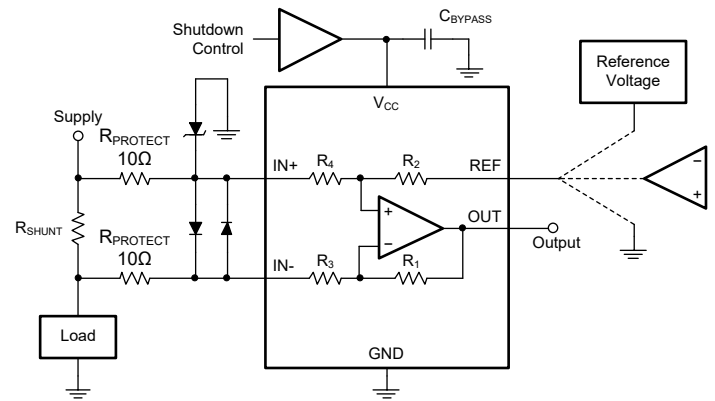 Shutdown
Control
CBYPASS
Reference
Voltage
VCC
Supply
RPROTECT
10Ω
IN+
R4
R2
REF
+
−
−
+
RSHUNT
OUT
Output
RPROTECT
10Ω
IN-
R3
R1
Load
GND